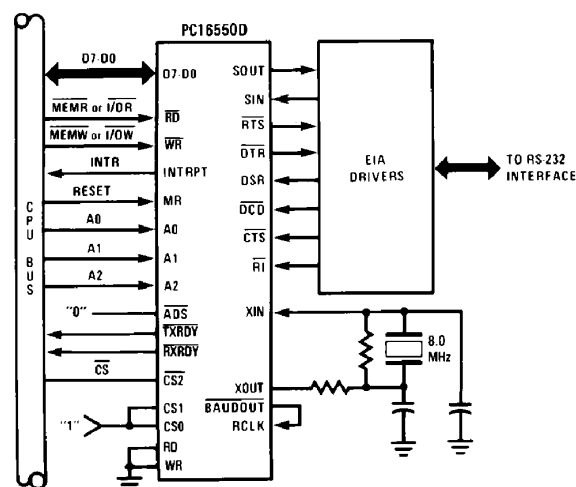 PC16550D
D7-D0
D7-D0
MEMR or I/OR
RD
MEMW or I/OW
WR
INTR
INTRPT
RESET
MR
A0
A0
A1
A1
A2
A2
"0"
ADS
TXRDY
RXRDY
CS
CS2
"1"
CS1
CS0
RD
WR
CPU BUS
SOUT
SIN
RTS
DTR
DSR
DCD
CTS
RI
XIN
XOUT
BAUDOUT
RCLK
EIA
DRIVERS
TO RS-232
INTERFACE
8.0
MHz